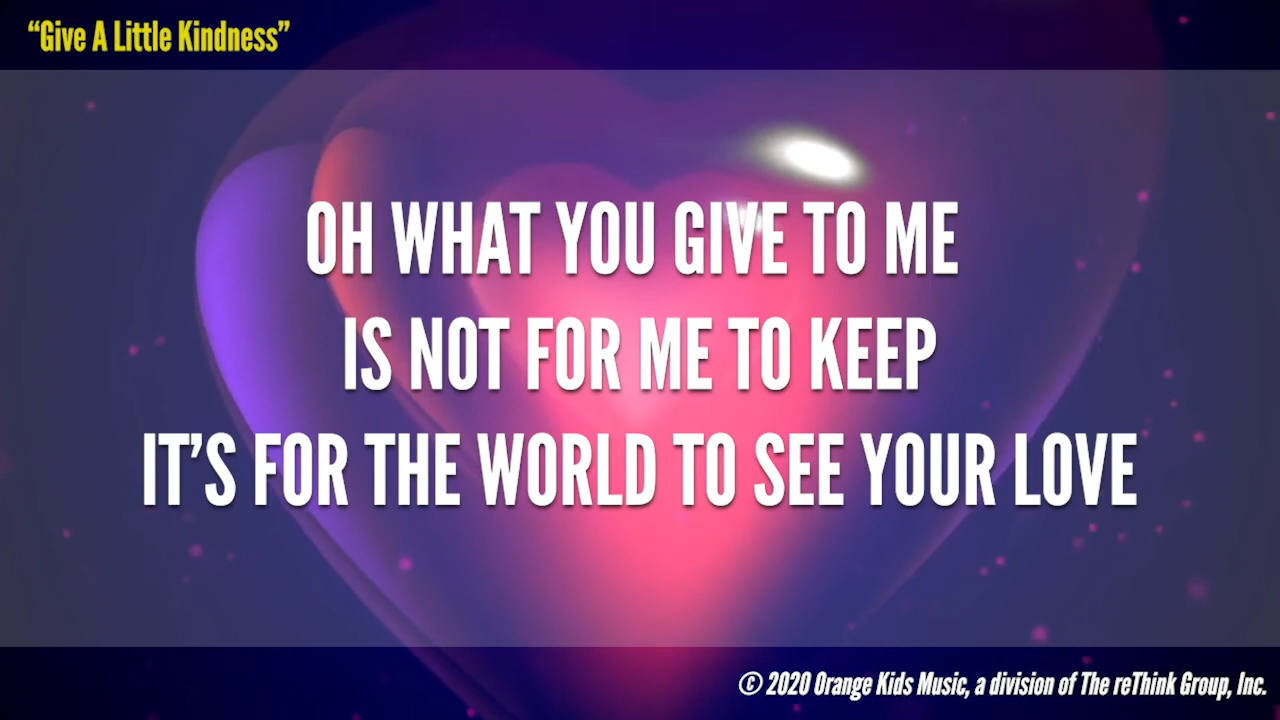 “Give A Little Kindness”
OH WHAT YOU GIVE TO ME
IS NOT FOR ME TO KEEP
IT’S FOR THE WORLD TO SEE YOUR LOVE
© 2020 Orange Kids Music, a division of The reThink Group, Inc.